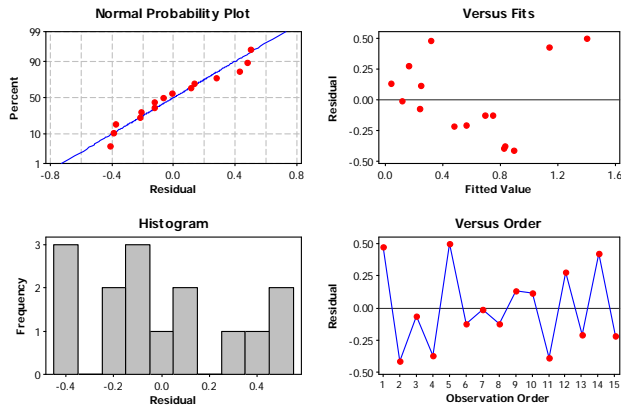 Normal Probability Plot
99
90
50
10
1
Percent
-0.8 -0.4 0.0 0.4 0.8
Residual
Versus Fits
0.50
0.25
0.00
-0.25
-0.50
Residual
0.0 0.4 0.8 1.2 1.6
Fitted Value
Histogram
3
2
1
0
Frequency
-0.4 -0.2 0.0 0.2 0.4
Residual
Versus Order
0.50
0.25
0.00
-0.25
-0.50
Residual
1 2 3 4 5 6 7 8 9 10 11 12 13 14 15
Observation Order